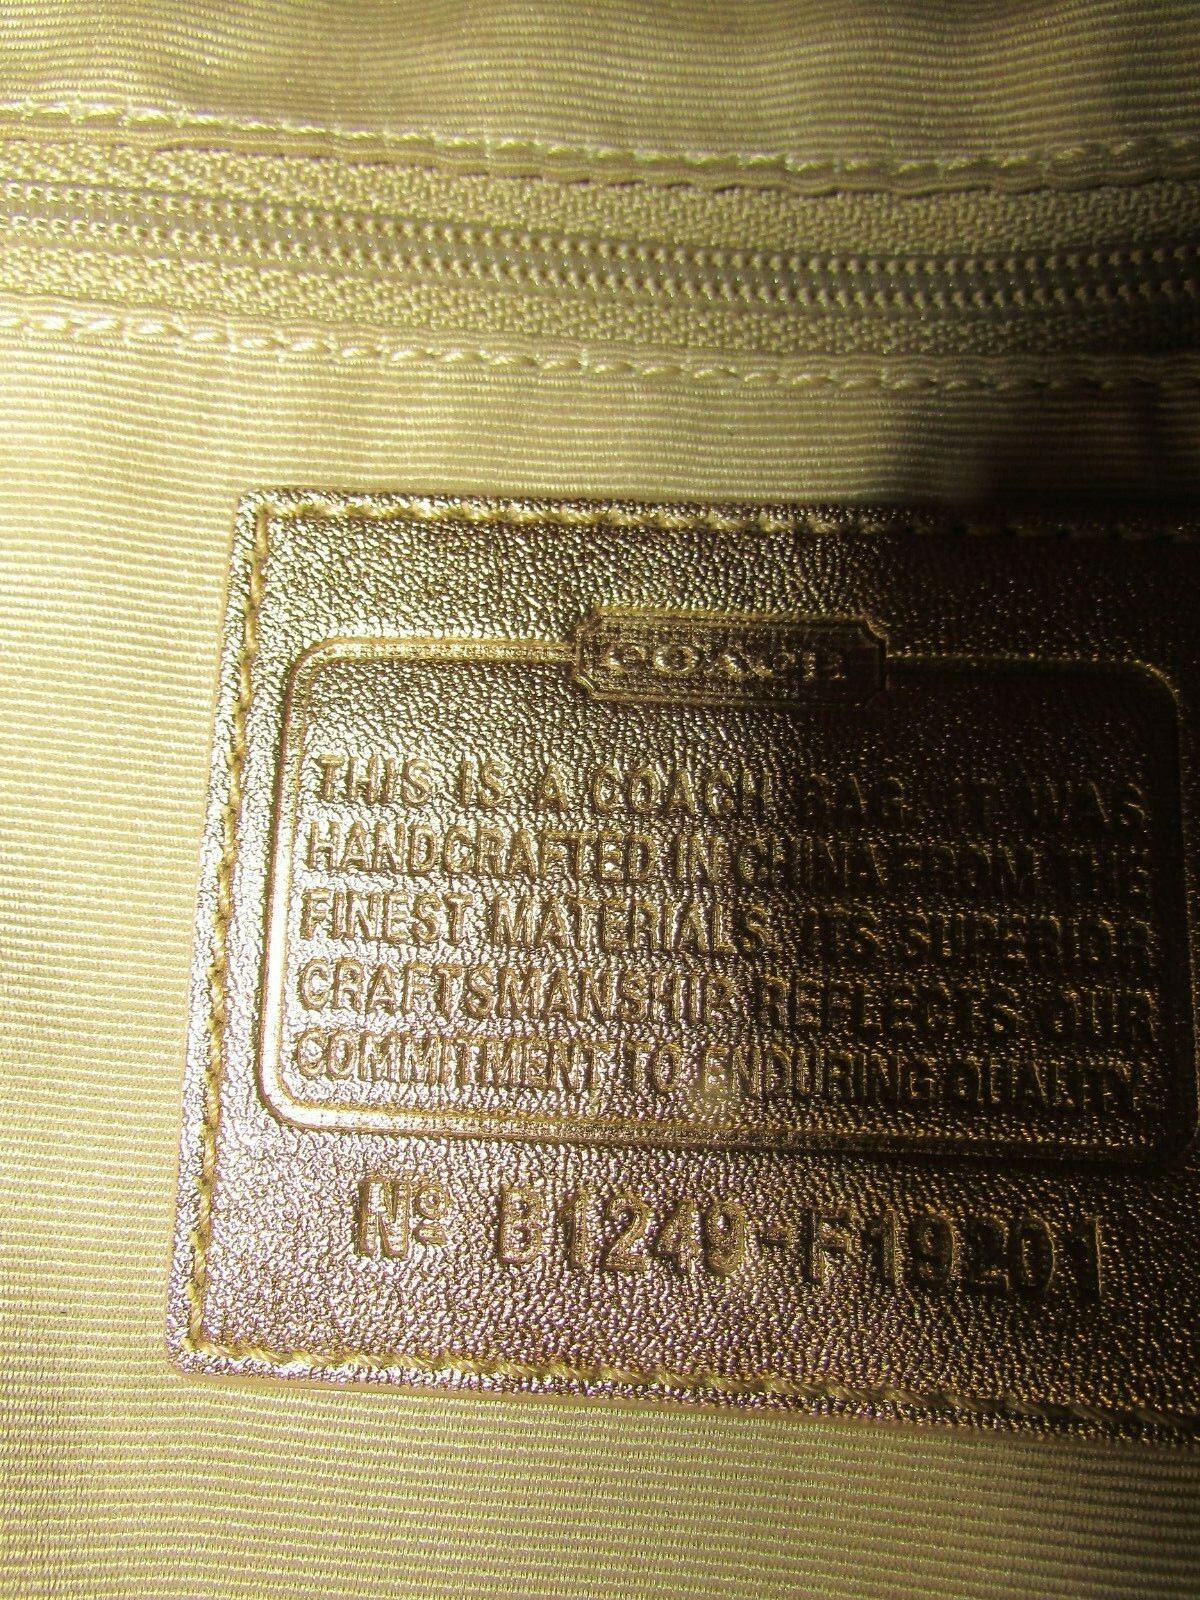 COACH
THIS IS A COACH BAG. IT WAS
HANDCRAFTED IN CHINA FROM THE
FINEST MATERIALS. ITS SUPERIOR
CRAFTSMANSHIP REFLECTS OUR
COMMITMENT TO ENDURING QUALITY.
Nº B1249-F19201